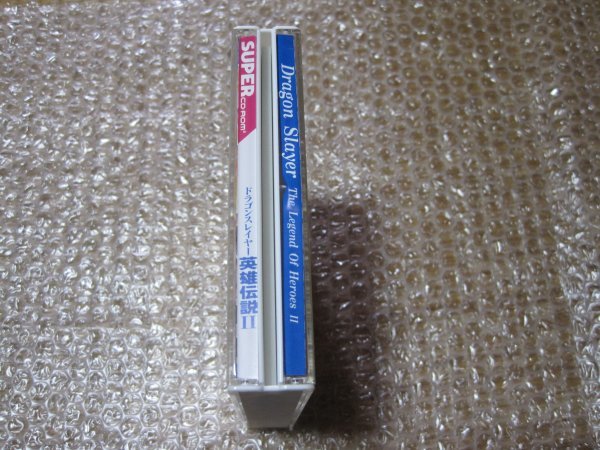 SUPER CD-ROM²
ドラゴンスレイヤー 英雄伝説II
Dragon Slayer The Legend Of Heroes II